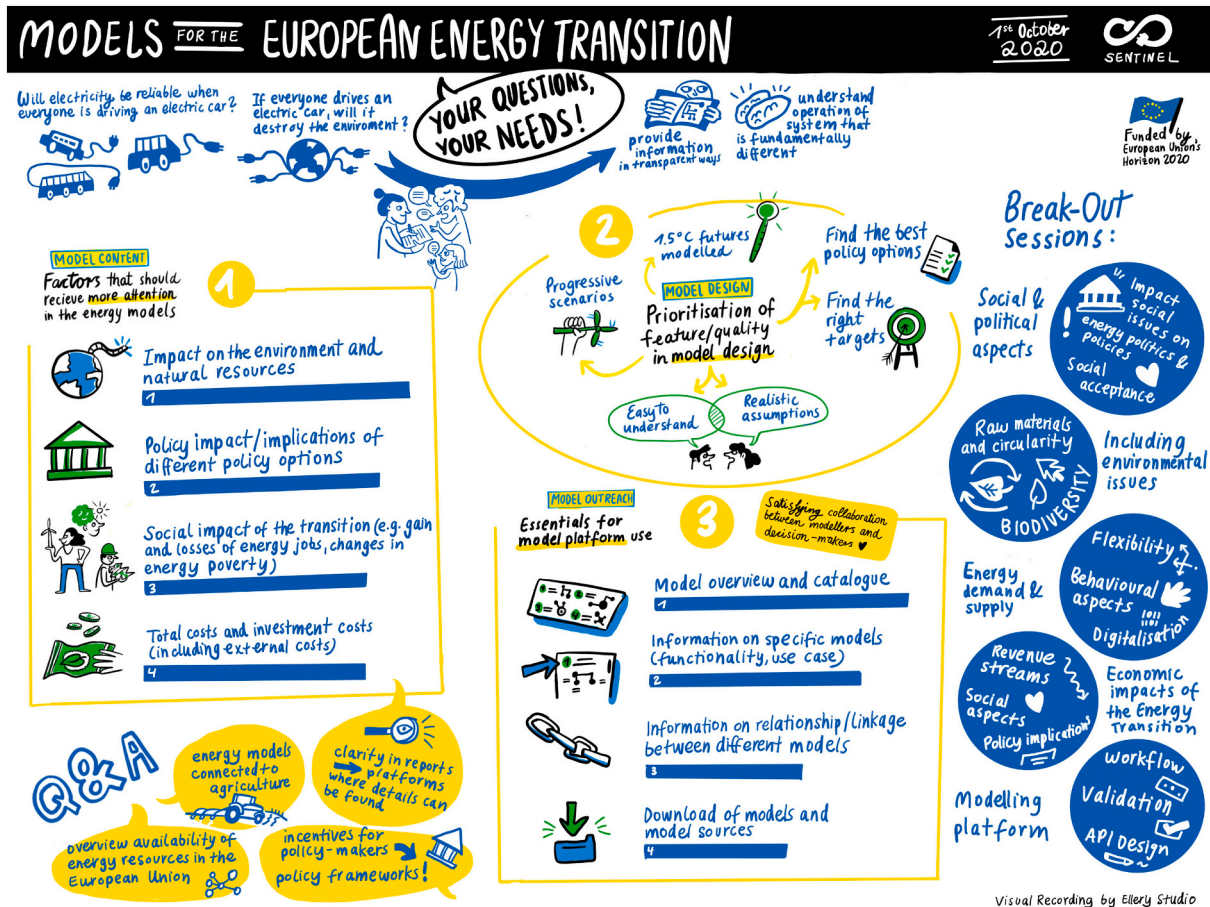 MODELS FOR THE EUROPEAN ENERGY TRANSITION
1st October
2020
SENTINEL
Will electricity be reliable when
everyone is driving an electric car?
If everyone drives an
electric car, will it
destroy the enviroment?
YOUR QUESTIONS,
YOUR NEEDS!
provide
information
in transparent ways
understand
operation of
system that
is fundamentally
different
Funded by
European Union's
Horizon 2020
MODEL CONTENT
Factors that should
recieve more attention
in the energy models
1
Impact on the environment and
natural resources
1
Policy impact/implications of
different policy options
2
Social impact of the transition (e.g. gain
and losses of energy jobs, changes in
energy poverty)
3
Total costs and investment costs
(including external costs)
4
2
1.5°C futures
modelled
Progressive
scenarios
MODEL DESIGN
Prioritisation of
feature/quality
in model design
Find the best
policy options
Find the
right
targets
Easy to
understand
Realistic
assumptions
MODEL OUTREACH
Essentials for
model platform use
3
Satisfying collaboration
between modellers and
decision-makers
Model overview and catalogue
1
Information on specific models
(functionality, use case)
2
Information on relationship/linkage
between different models
3
Download of models and
model sources
4
Break-Out
Sessions:
Social &
political
aspects
Impact
social
issues on
energy politics &
policies
Social
acceptance
Raw materials
and circularity
BIODIVERSITY
Including
environmental
issues
Energy
demand &
supply
Flexibility
Behavioural
aspects
Digitalisation
Revenue
streams
Social
aspects
Policy implications
Economic
impacts of
the Energy
Transition
Modelling
platform
Workflow
Validation
API Design
Q&A
energy models
connected to
agriculture
clarity in reports
platforms
where details can
be found
overview availability of
energy resources in the
European Union
incentives for
policy-makers
policy frameworks!
Visual Recording by Ellery Studio